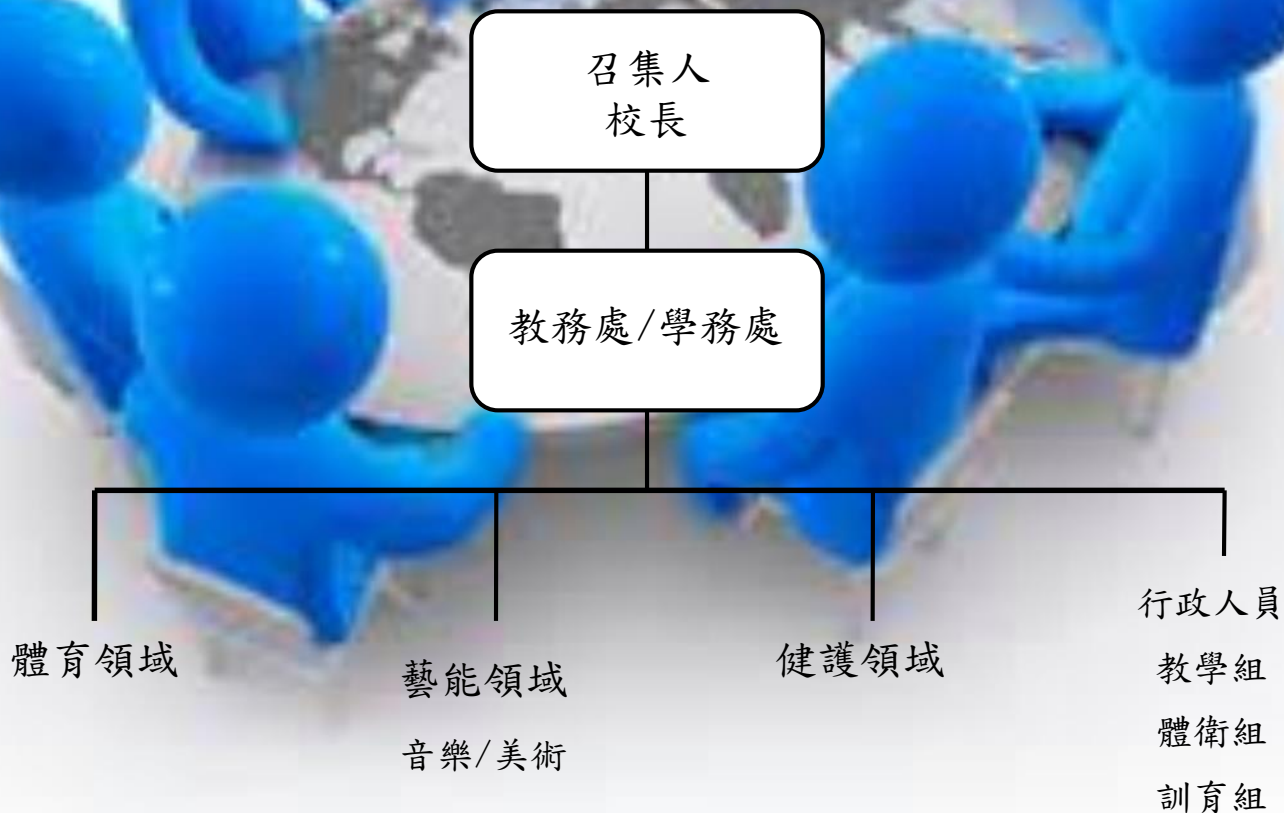 召集人
校長
教務處/學務處
體育領域
藝能領域
音樂/美術
健護領域
行政人員
教學組
體衛組
訓育組